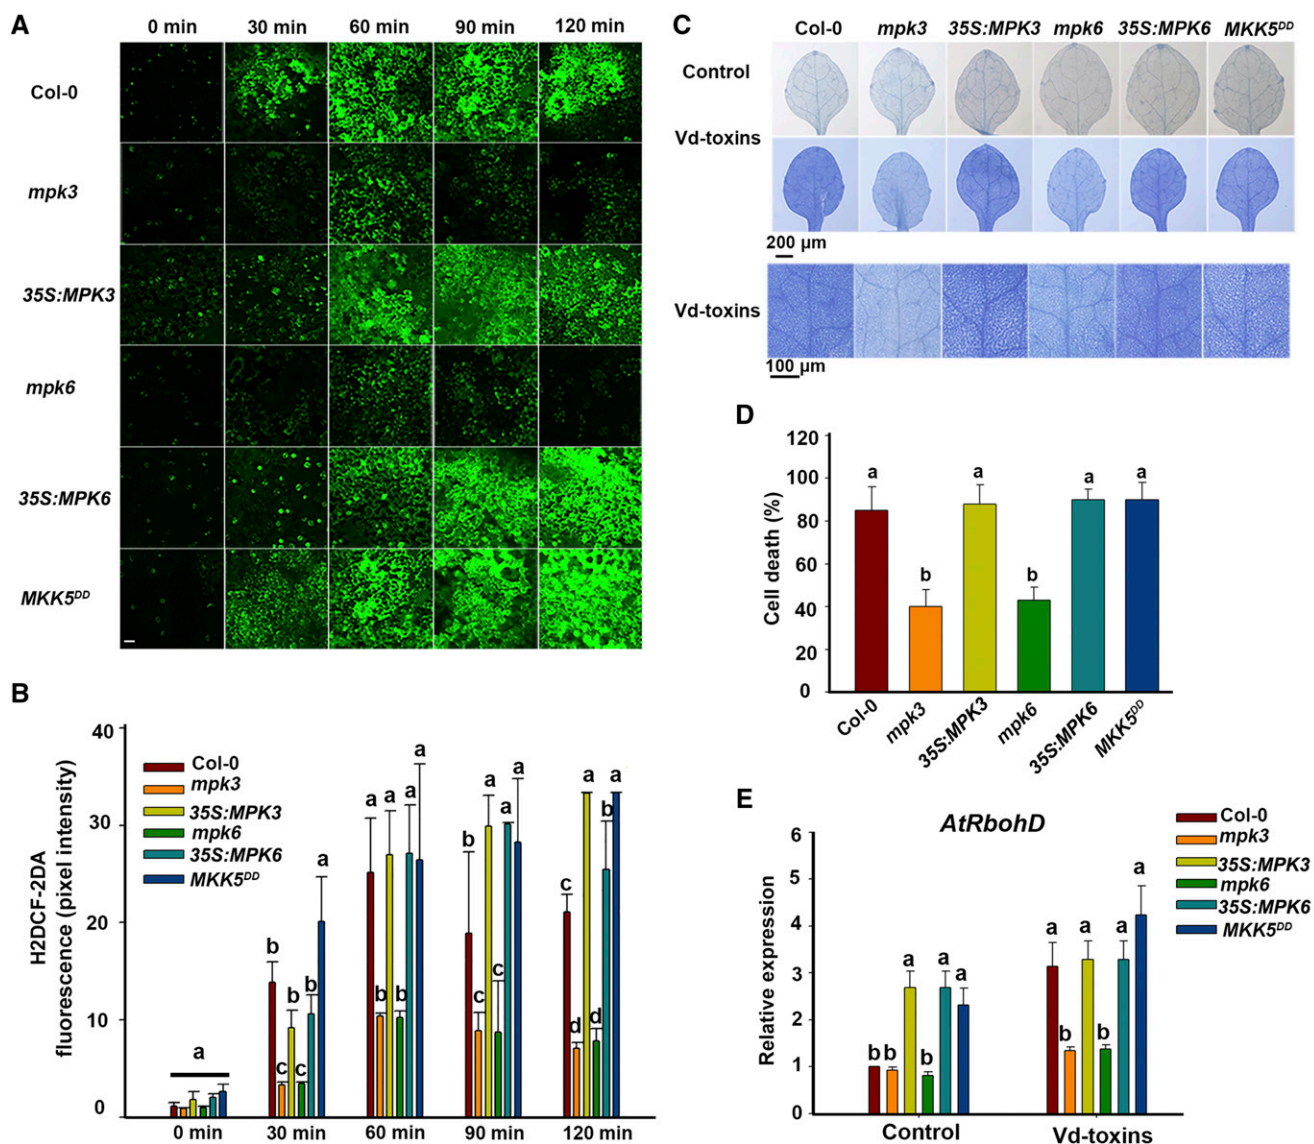 A
0 min 30 min 60 min 90 min 120 min
Col-0
mpk3
35S:MPK3
mpk6
35S:MPK6
MKK5DD
B
H2DCF-2DA
fluorescence (pixel intensity)
40
30
20
10
0
Col-0
mpk3
35S:MPK3
mpk6
35S:MPK6
MKK5DD
a
b c b c b a
a b a b a a
b c a c a a
c d a d b a
0 min 30 min 60 min 90 min 120 min
C
Col-0 mpk3 35S:MPK3 mpk6 35S:MPK6 MKK5DD
Control
Vd-toxins
200 µm
Vd-toxins
100 µm
D
Cell death (%)
120
100
80
60
40
20
0
a b a b a a
Col-0 mpk3 35S:MPK3 mpk6 35S:MPK6 MKK5DD
E
AtRbohD
Relative expression
6
5
4
3
2
1
0
b b a b a a
a b a b a a
Control Vd-toxins
Col-0
mpk3
35S:MPK3
mpk6
35S:MPK6
MKK5DD